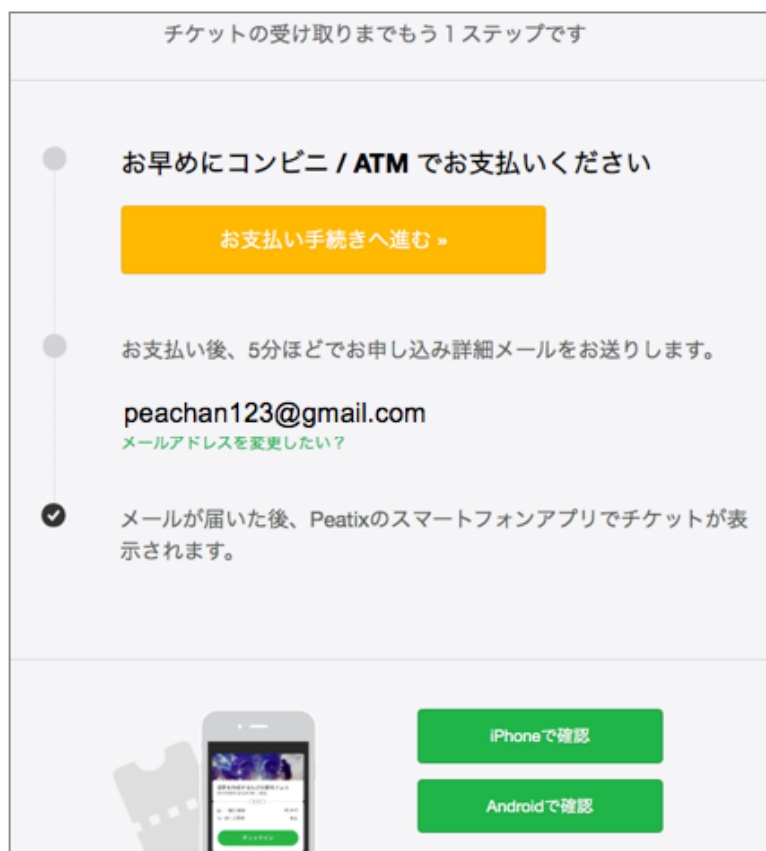 チケットの受け取りまでもう1ステップです
お早めにコンビニ / ATM でお支払いください
お支払い手続きへ進む »
お支払い後、5分ほどでお申し込み詳細メールをお送りします。
peachan123@gmail.com
メールアドレスを変更したい？
メールが届いた後、Peatixのスマートフォンアプリでチケットが表
示されます。
iPhoneで確認
Androidで確認